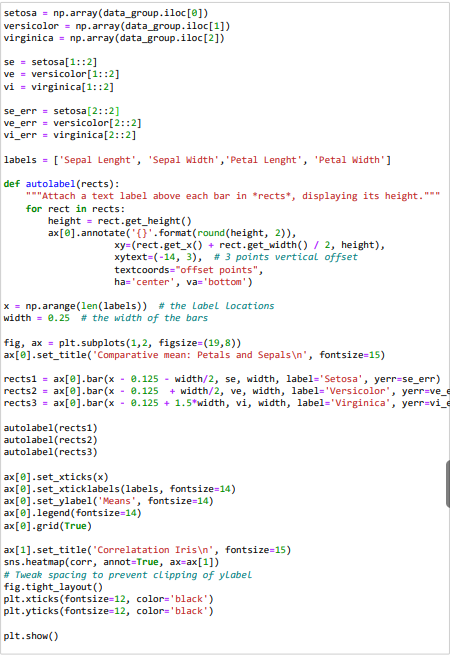 setosa = np.array(data_group.iloc[0])
versicolor = np.array(data_group.iloc[1])
virginica = np.array(data_group.iloc[2])
se = setosa[1::2]
ve = versicolor[1::2]
vi = virginica[1::2]
se_err = setosa[2::2]
ve_err = versicolor[2::2]
vi_err = virginica[2::2]
labels = ['Sepal Lenght', 'Sepal Width','Petal Lenght', 'Petal Width']
def autolabel(rects):
    """Attach a text label above each bar in *rects*, displaying its height."""
    for rect in rects:
        height = rect.get_height()
        ax[0].annotate('{}'.format(round(height, 2)),
                    xy=(rect.get_x() + rect.get_width() / 2, height),
                    xytext=(-14, 3),  # 3 points vertical offset
                    textcoords="offset points",
                    ha='center', va='bottom')
x = np.arange(len(labels))  # the label locations
width = 0.25  # the width of the bars
fig, ax = plt.subplots(1,2, figsize=(19,8))
ax[0].set_title('Comparative mean: Petals and Sepals\n', fontsize=15)
rects1 = ax[0].bar(x - 0.125 - width/2, se, width, label='Setosa', yerr=se_err)
rects2 = ax[0].bar(x - 0.125  + width/2, ve, width, label='Versicolor', yerr=ve_e
rects3 = ax[0].bar(x - 0.125 + 1.5*width, vi, width, label='Virginica', yerr=vi_e
autolabel(rects1)
autolabel(rects2)
autolabel(rects3)
ax[0].set_xticks(x)
ax[0].set_xticklabels(labels, fontsize=14)
ax[0].set_ylabel('Means', fontsize=14)
ax[0].legend(fontsize=14)
ax[0].grid(True)
ax[1].set_title('Correlatation Iris\n', fontsize=15)
sns.heatmap(corr, annot=True, ax=ax[1])
# Tweak spacing to prevent clipping of ylabel
fig.tight_layout()
plt.xticks(fontsize=12, color='black')
plt.yticks(fontsize=12, color='black')
plt.show()